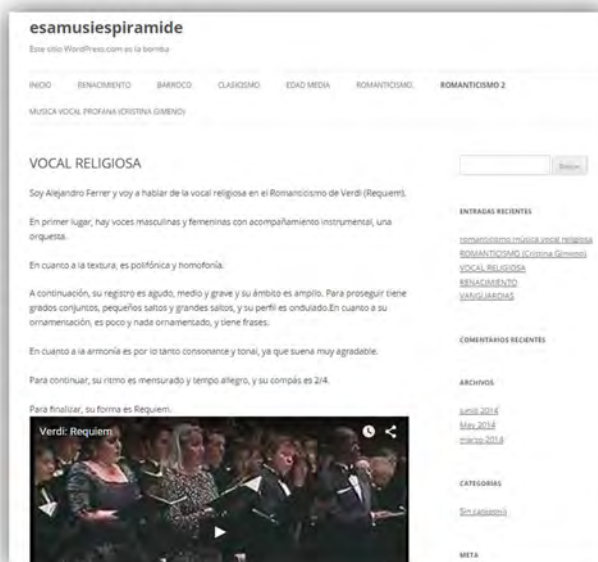 esamusiespiramide
Este sitio WordPress.com es la bomba
INICIO RENACIMIENTO BARROCO CLASICISMO EDAD MEDIA ROMANTICISMO. ROMANTICISMO 2
MUSICA VOCAL PROFANA (CRISTINA GIMENO)
VOCAL RELIGIOSA
Soy Alejandro Ferrer y voy a hablar de la vocal religiosa en el Romanticismo de Verdi (Requiem).
En primer lugar, hay voces masculinas y femeninas con acompañamiento instrumental, una
orquesta.
En cuanto a la textura, es polifónica y homofonía.
A continuación, su registro es agudo, medio y grave y su ámbito es amplio. Para proseguir tiene
grados conjuntos, pequeños saltos y grandes saltos, y su perfil es ondulado.En cuanto a su
ornamentación, es poco y nada ornamentado, y tiene frases.
En cuanto a la armonía es por lo tanto consonante y tonal, ya que suena muy agradable.
Para continuar, su ritmo es mensurado y tempo allegro, y su compás es 2/4.
Para finalizar, su forma es Requiem.
Verdi: Requiem
Buscar
ENTRADAS RECIENTES
romanticismo música vocal religiosa
ROMANTICISMO (Cristina Gimeno)
VOCAL RELIGIOSA
RENACIMIENTO
VANGUARDIAS
COMENTARIOS RECIENTES
ARCHIVOS
junio 2014
May 2014
marzo 2014
CATEGORÍAS
Sin categoría
META